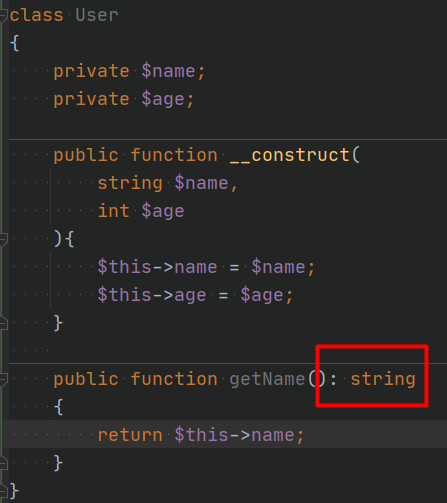 class User
{
    private $name;
    private $age;

    public function __construct(
        string $name,
        int $age
    ){
        $this->name = $name;
        $this->age = $age;
    }

    public function getName(): string
    {
        return $this->name;
    }
}